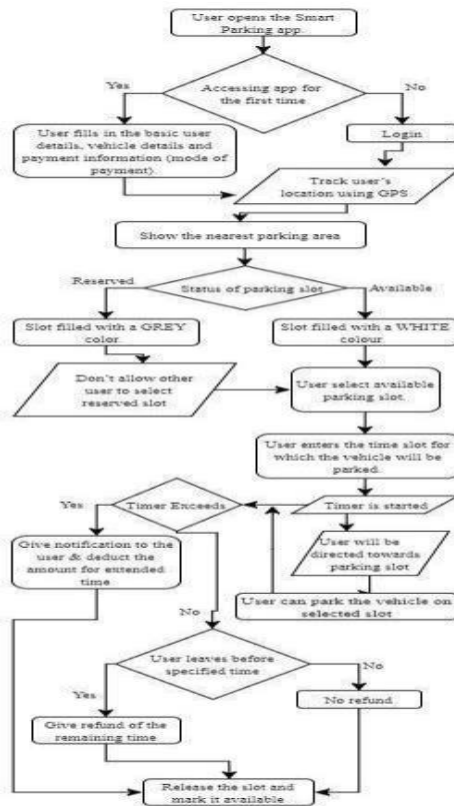 User opens the Smart
Parking app.
Yes
Accessing app for
the first time
No
User fills in the basic user
details, vehicle details and
payment information (mode of
payment).
Login
Track user's
location using GPS
Show the nearest parking area
Reserved
Status of parking slot
Available
Slot filled with a GREY
color.
Slot filled with a WHITE
colour
Don't allow other
user to select
reserved slot
User select available
parking slot.
User enters the time slot for
which the vehicle will be
parked.
Yes
Timer Exceeds
Timer is started
Give notification to the
user & deduct the
amount for extended
time
User will be
directed towards
parking slot
User can park the vehicle on
selected slot
No
User leaves before
specified time
Yes
No
Give refund of the
remaining time
No refund
Release the slot and
mark it available